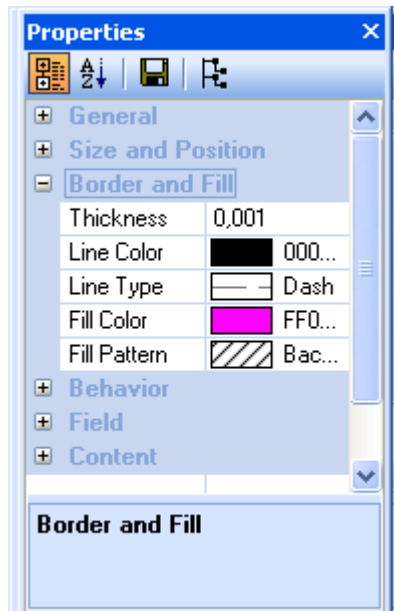 Properties
General
Size and Position
Border and Fill
Thickness 0,001
Line Color 000...
Line Type Dash
Fill Color FF0...
Fill Pattern Bac...
Behavior
Field
Content
Border and Fill